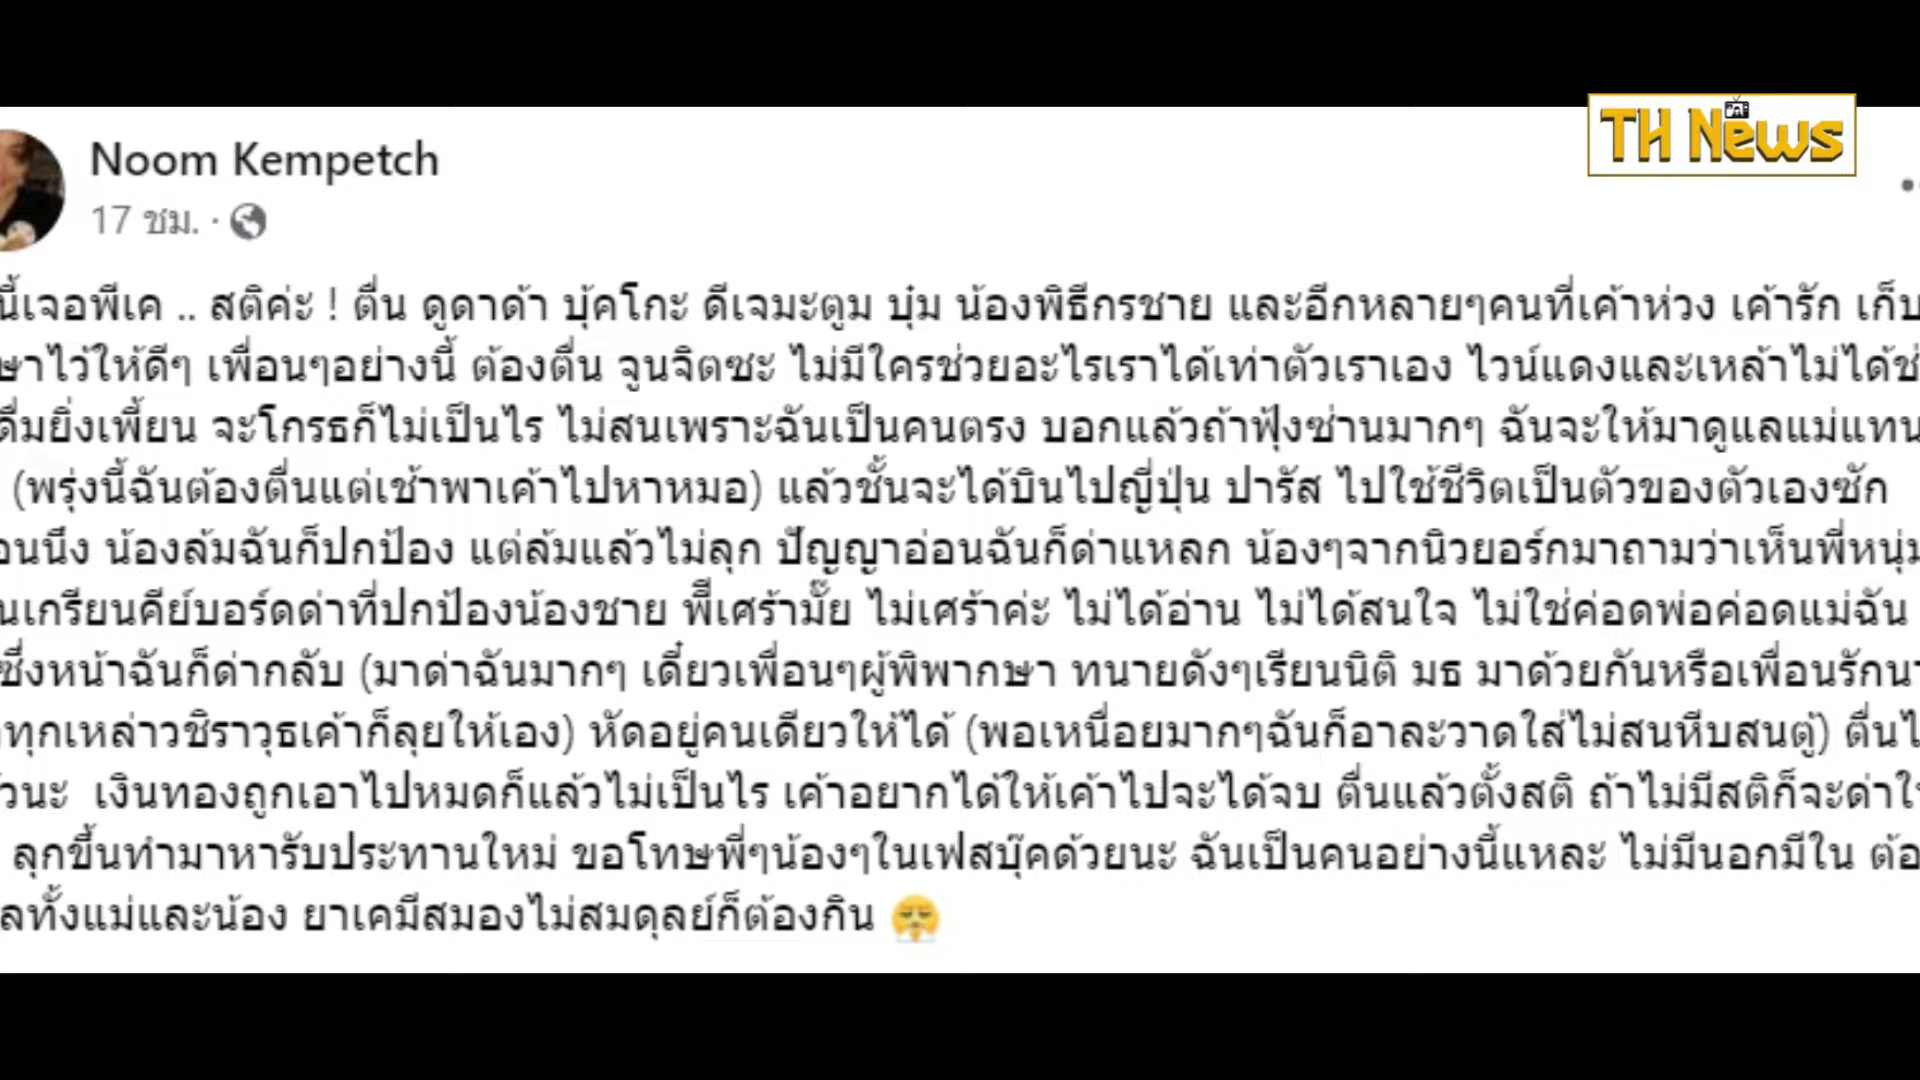 TH News
Noom Kempetch
17 ชม. ·
นี้เจอพีเค .. สติค่ะ ! ตื่น ดูดาด้า บุ้คโกะ ดีเจมะตูม บุ๋ม น้องพิธีกรชาย และอีกหลายๆคนที่เค้าห่วง เค้ารัก เก็บ
ษาไว้ให้ดีๆ เพื่อนๆอย่างนี้ ต้องตื่น จูนจิตซะ ไม่มีใครช่วยอะไรเราได้เท่าตัวเราเอง ไวน์แดงและเหล้าไม่ได้
ดื่มยิ่งเพี้ยน จะโกรธก็ไม่เป็นไร ไม่สนเพราะฉันเป็นคนตรง บอกแล้วถ้าฟุ้งซ่านมากๆ ฉันจะให้มาดูแลแม่แทน
(พรุ่งนี้ฉันต้องตื่นแต่เช้าพาเค้าไปหาหมอ) แล้วชั้นจะได้บินไปญี่ปุ่น ปารัส ไปใช้ชีวิตเป็นตัวของตัวเองซัก
อนนึง น้องล้มฉันก็ปกป้อง แต่ล้มแล้วไม่ลุก ปัญญาอ่อนฉันก็ด่าแหลก น้องๆจากนิวยอร์กมาถามว่าเห็นพี่หนุ่ม
นเกรียนคีย์บอร์ดด่าที่ปกป้องน้องชาย พี่เศร้ามั๊ย ไม่เศร้าค่ะ ไม่ได้อ่าน ไม่ได้สนใจ ไม่ใช่ค่อดพ่อค่อดแม่ฉัน
ซึ่งหน้าฉันก็ด่ากลับ (มาด่าฉันมากๆ เดี๋ยวเพื่อนๆผู้พิพากษา ทนายดังๆเรียนนิติ มธ มาด้วยกันหรือเพื่อนรักน
ทุกเหล่าวชิราวุธเค้าก็ลุยให้เอง) หัดอยู่คนเดียวให้ได้ (พอเหนื่อยมากๆฉันก็อาละวาดใส่ไม่สนหีบสนตู้) ตื่น
วนะ เงินทองถูกเอาไปหมดก็แล้วไม่เป็นไร เค้าอยากได้ให้เค้าไปจะได้จบ ตื่นแล้วตั้งสติ ถ้าไม่มีสติก็จะด่า
ลุกขึ้นทำมาหารับประทานใหม่ ขอโทษพี่ๆน้องๆในเฟสบุ๊คด้วยนะ ฉันเป็นคนอย่างนี้แหละ ไม่มีนอกมีใน ต้อ
ลทั้งแม่และน้อง ยาเคมีสมองไม่สมดุลย์ก็ต้องกิน 😤